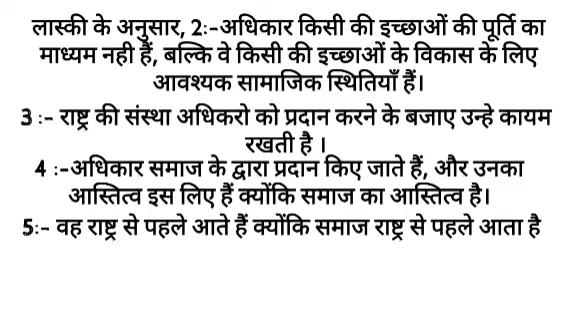 लास्की के अनुसार, 2:-अधिकार किसी की इच्छाओं की पूर्ति का
माध्यम नही हैं, बल्कि वे किसी की इच्छाओं के विकास के लिए
आवश्यक सामाजिक स्थितियाँ हैं।
3 :- राष्ट्र की संस्था अधिकरो को प्रदान करने के बजाए उन्हे कायम
रखती है ।
4 :-अधिकार समाज के द्वारा प्रदान किए जाते हैं, और उनका
आस्तित्व इस लिए हैं क्योंकि समाज का आस्तित्व है।
5:- वह राष्ट्र से पहले आते हैं क्योंकि समाज राष्ट्र से पहले आता है